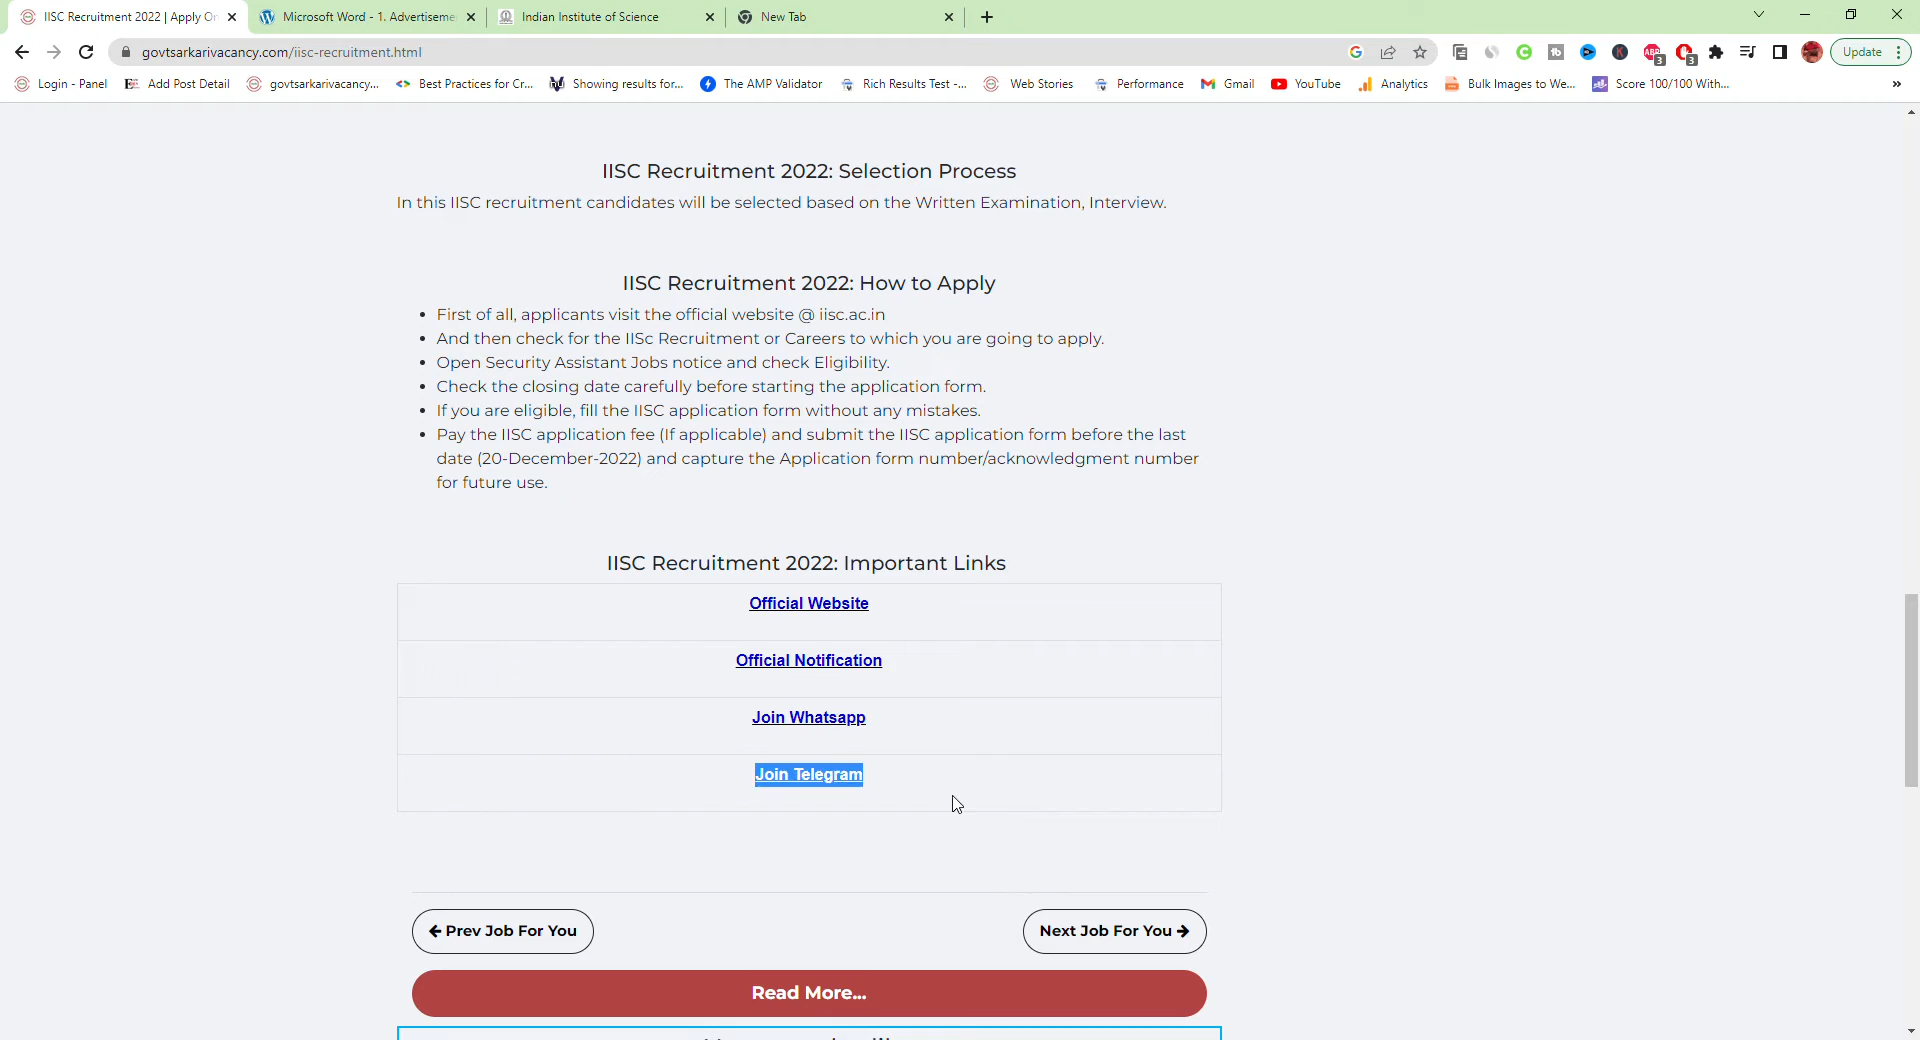 IISC Recruitment 2022 | Apply On
Microsoft Word - 1. Advertiseme
Indian Institute of Science
New Tab
govtsarkarivacancy.com/iisc-recruitment.html
ABP
3
3
Update
Login - Panel
Add Post Detail
govtsarkarivacancy...
Best Practices for Cr...
Showing results for...
The AMP Validator
Rich Results Test -...
Web Stories
Performance
Gmail
YouTube
Analytics
Bulk Images to We...
Score 100/100 With...
»
IISC Recruitment 2022: Selection Process
In this IISC recruitment candidates will be selected based on the Written Examination, Interview.
IISC Recruitment 2022: How to Apply
• First of all, applicants visit the official website @ iisc.ac.in
• And then check for the IISc Recruitment or Careers to which you are going to apply.
• Open Security Assistant Jobs notice and check Eligibility.
• Check the closing date carefully before starting the application form.
• If you are eligible, fill the IISC application form without any mistakes.
• Pay the IISC application fee (If applicable) and submit the IISC application form before the last
date (20-December-2022) and capture the Application form number/acknowledgment number
for future use.
IISC Recruitment 2022: Important Links
Official Website
Official Notification
Join Whatsapp
Join Telegram
← Prev Job For You
Next Job For You →
Read More...